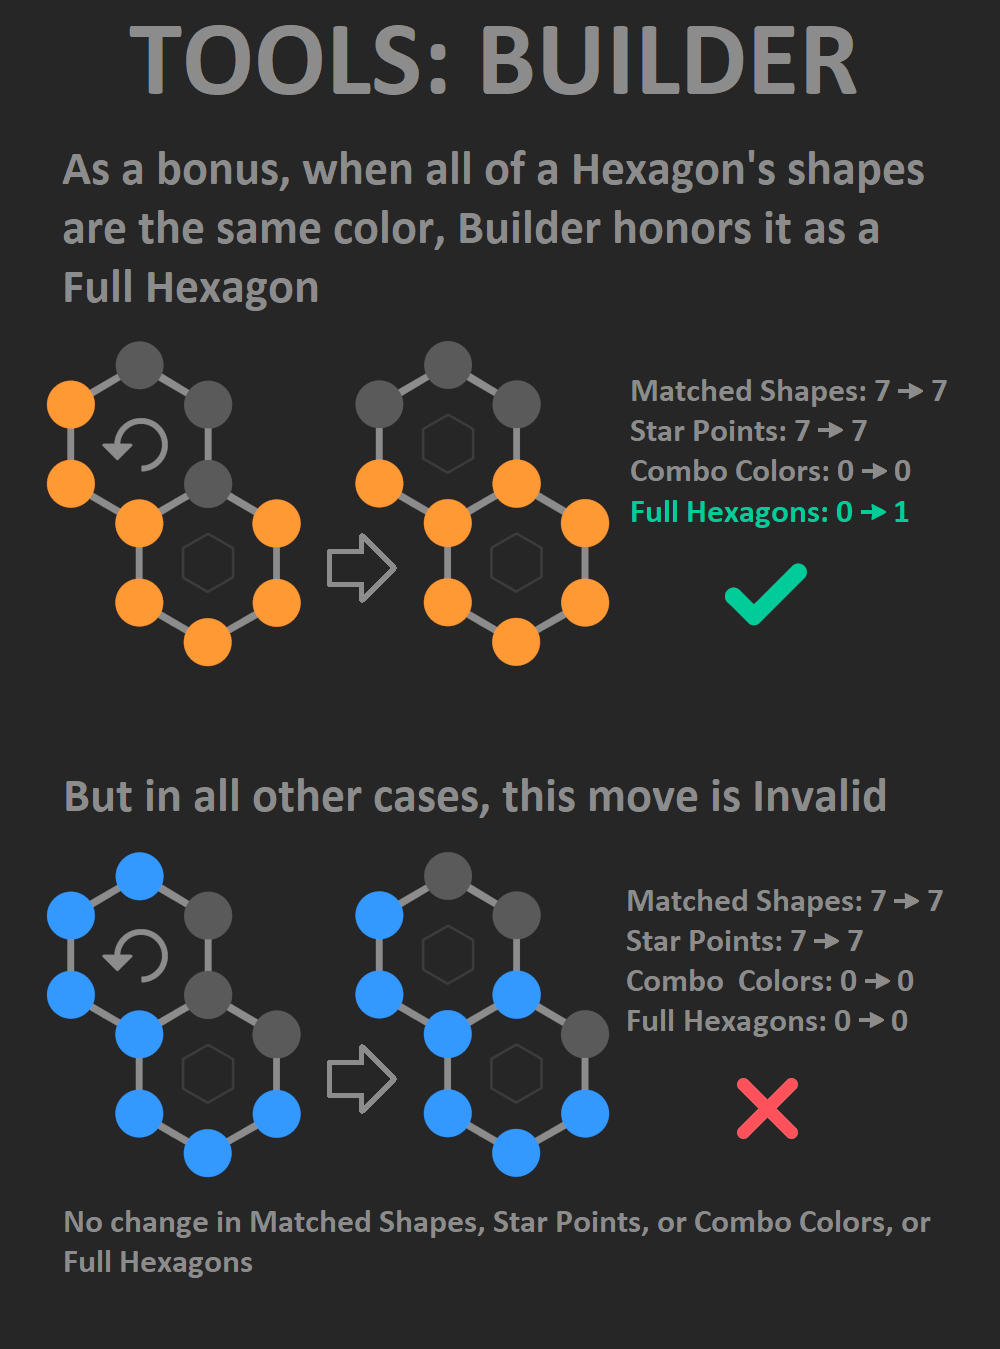 TOOLS: BUILDER
As a bonus, when all of a Hexagon's shapes
are the same color, Builder honors it as a
Full Hexagon
Matched Shapes: 7 → 7
Star Points: 7 → 7
Combo Colors: 0 → 0
Full Hexagons: 0 → 1
But in all other cases, this move is Invalid
Matched Shapes: 7 → 7
Star Points: 7 → 7
Combo  Colors: 0 → 0
Full Hexagons: 0 → 0
No change in Matched Shapes, Star Points, or Combo Colors, or
Full Hexagons